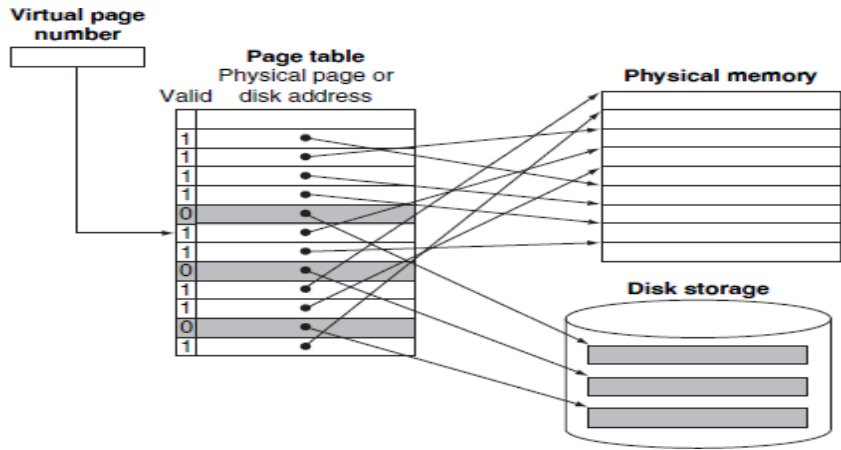 Virtual page
number
Page table
Physical page or
Valid disk address
Physical memory
1
1
1
1
0
1
1
0
1
1
0
1
Disk storage